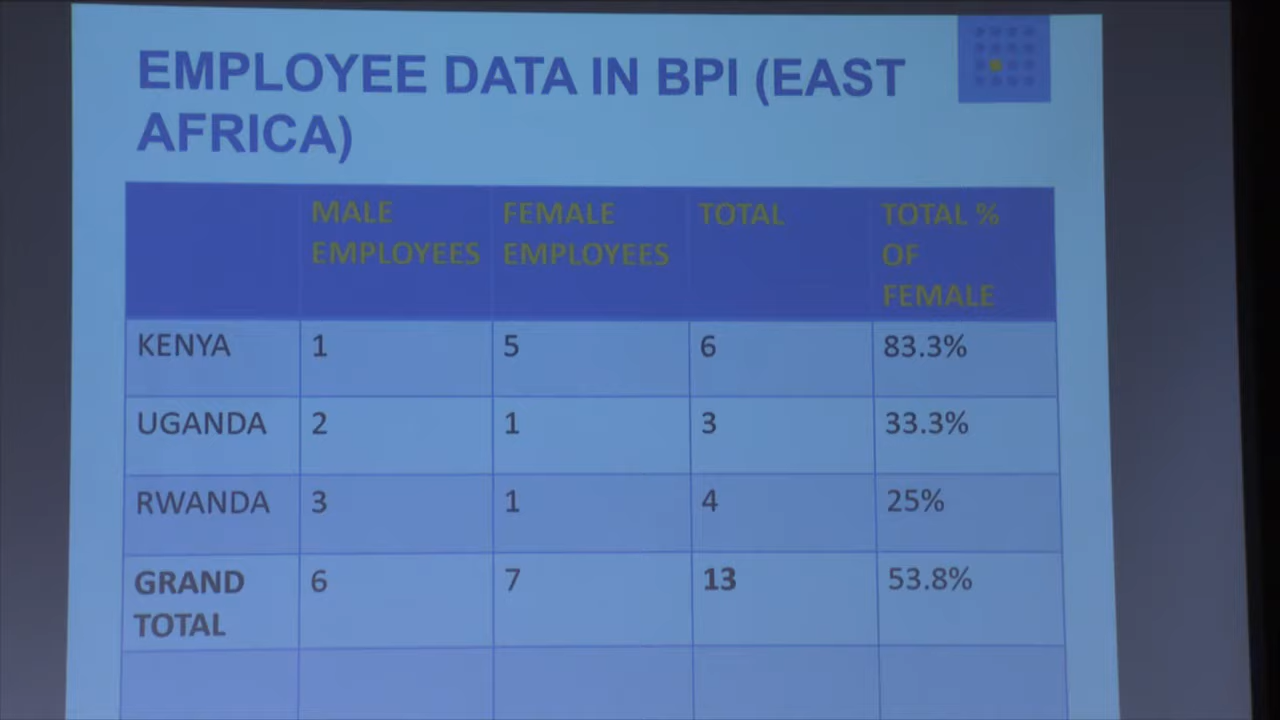 EMPLOYEE DATA IN BPI (EAST
AFRICA)
MALE EMPLOYEES FEMALE EMPLOYEES TOTAL TOTAL % OF FEMALE
KENYA 1 5 6 83.3%
UGANDA 2 1 3 33.3%
RWANDA 3 1 4 25%
GRAND TOTAL 6 7 13 53.8%